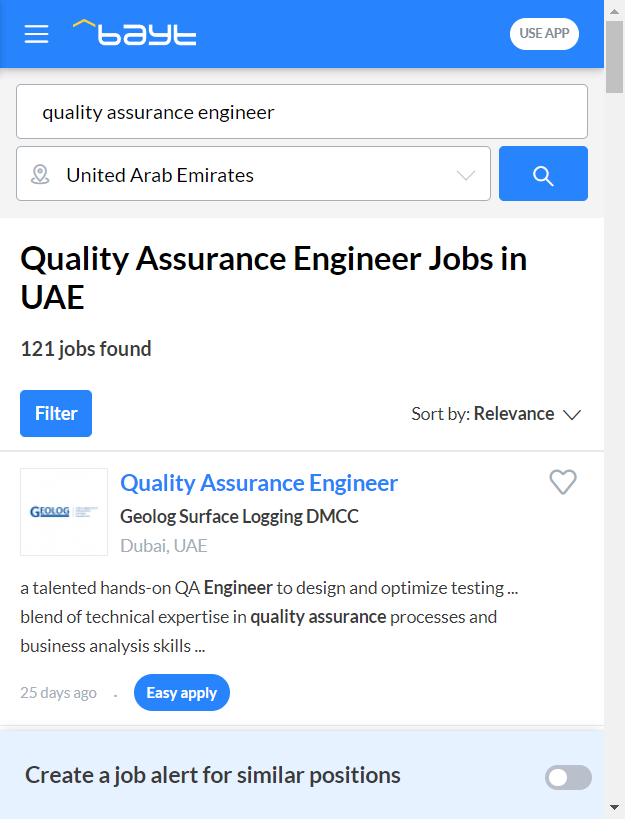 bayt
USE APP
quality assurance engineer
United Arab Emirates
Quality Assurance Engineer Jobs in
UAE
121 jobs found
Filter
Sort by: Relevance
GEOLOG
Quality Assurance Engineer
Geolog Surface Logging DMCC
Dubai, UAE
a talented hands-on QA Engineer to design and optimize testing ...
blend of technical expertise in quality assurance processes and
business analysis skills ...
25 days ago . Easy apply
Create a job alert for similar positions